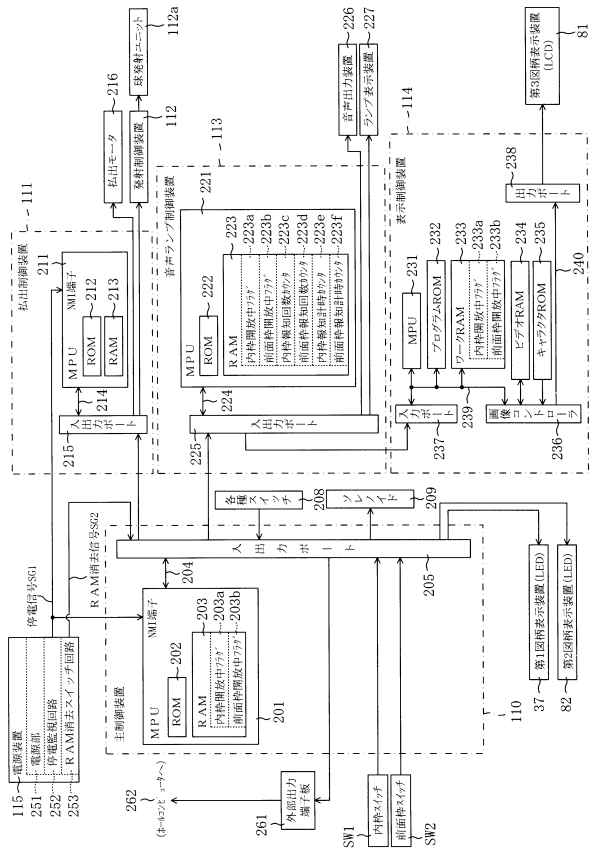 115
電源装置
251
電源部
252
停電監視回路
253
RAM消去スイッチ回路
停電信号SG1
RAM消去信号SG2
払出制御装置
111
211
MPU
NMI端子
ROM
212
RAM
213
214
215
入出力ポート
払出モータ
216
発射制御装置
112
球発射ユニット
112a
音声ランプ制御装置
113
221
MPU
ROM
222
RAM
223
内枠開放中フラグ
223a
前面枠開放中フラグ
223b
内枠報知回数カウンタ
223c
前面枠報知回数カウンタ
223d
内枠報知計時カウンタ
223e
前面枠報知計時カウンター
223f
224
225
入出力ポート
音声出力装置
226
ランプ表示装置
227
表示制御装置
114
MPU
231
プログラムROM
232
ワークRAM
233
内枠開放中フラグ
233a
前面枠開放中フラグ
233b
ビデオRAM
234
キャラクタROM
235
入力ポート
237
239
画像コントローラ
236
240
出力ポート
238
第3図柄表示装置
(LCD)
81
主制御装置
110
MPU
NMI端子
ROM
202
RAM
203
内枠開放中フラグ
203a
前面枠開放中フラグ
203b
201
204
入出力ポート
205
各種スイッチ
208
ソレノイド
209
262
(ホールコンピュータへ)
261
外部出力
端子板
SW1
内枠スイッチ
前面枠スイッチ
SW2
37
第1図柄表示装置(LED)
82
第2図柄表示装置(LED)